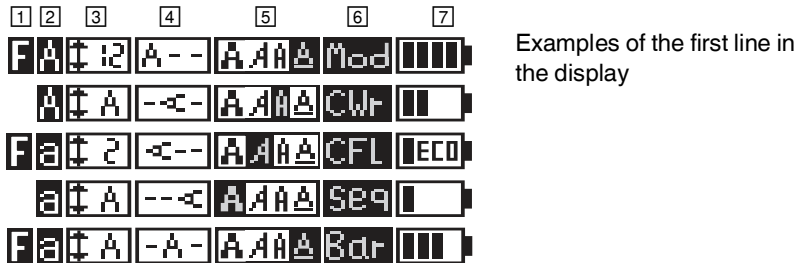 1 2 3 4 5 6 7
F A 12 A-- A A A A Mod
Examples of the first line in
the display
A A -<- A A A A CWr
F a 2 <-- A A A A CFL ECO
a A --< A A A A Seq
F a A -A- A A A A Bar